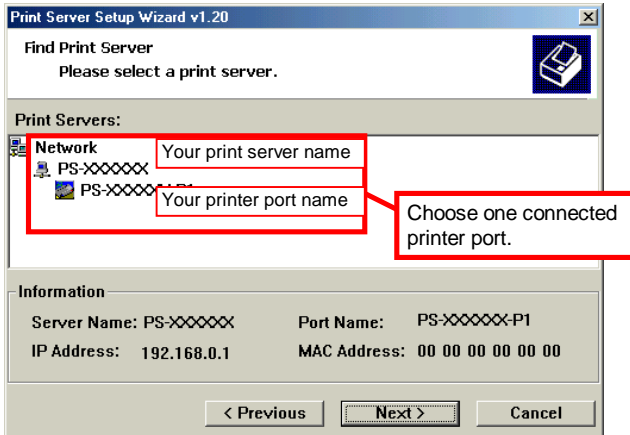 Print Server Setup Wizard v1.20
Find Print Server
Please select a print server.
Print Servers:
Network
Your print server name
PS-XXXXXX
PS-XXXXXX-P1
Your printer port name
Choose one connected
printer port.
Information
Server Name: PS-XXXXXX Port Name: PS-XXXXXX-P1
IP Address: 192.168.0.1 MAC Address: 00 00 00 00 00 00
< Previous Next > Cancel